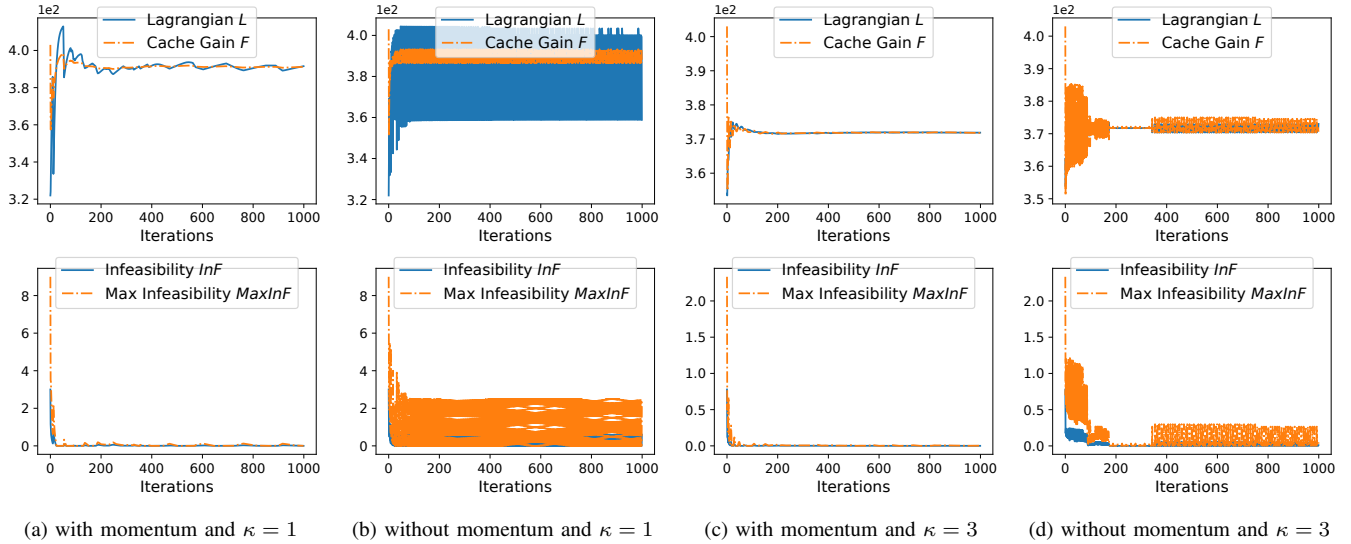 1e2
Lagrangian L
Cache Gain F
4.0
3.8
3.6
3.4
3.2
0 200 400 600 800 1000
Iterations
1e2
Lagrangian L
Cache Gain F
4.0
3.8
3.6
3.4
3.2
0 200 400 600 800 1000
Iterations
1e2
Lagrangian L
Cache Gain F
4.0
3.9
3.8
3.7
3.6
0 200 400 600 800 1000
Iterations
1e2
Lagrangian L
Cache Gain F
4.0
3.9
3.8
3.7
3.6
3.5
0 200 400 600 800 1000
Iterations
Infeasibility InF
Max Infeasibility MaxInF
8
6
4
2
0
0 200 400 600 800 1000
Iterations
Infeasibility InF
Max Infeasibility MaxInF
8
6
4
2
0
0 200 400 600 800 1000
Iterations
Infeasibility InF
Max Infeasibility MaxInF
2.0
1.5
1.0
0.5
0.0
0 200 400 600 800 1000
Iterations
Infeasibility InF
Max Infeasibility MaxInF
2.0
1.5
1.0
0.5
0.0
0 200 400 600 800 1000
Iterations
(a) with momentum and κ = 1
(b) without momentum and κ = 1
(c) with momentum and κ = 3
(d) without momentum and κ = 3